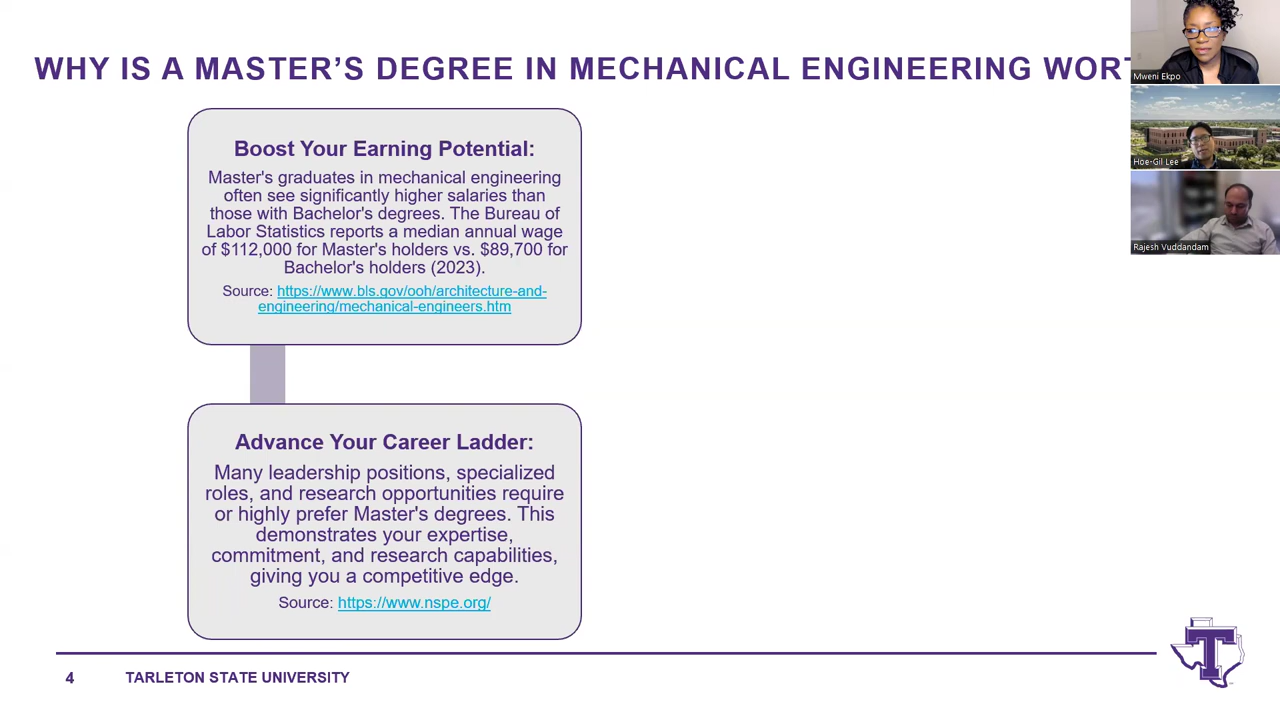 WHY IS A MASTER’S DEGREE IN MECHANICAL ENGINEERING WORT
Boost Your Earning Potential:
Master's graduates in mechanical engineering
often see significantly higher salaries than
those with Bachelor's degrees. The Bureau of
Labor Statistics reports a median annual wage
of $112,000 for Master's holders vs. $89,700 for
Bachelor's holders (2023).
Source: https://www.bls.gov/ooh/architecture-and-
engineering/mechanical-engineers.htm
Advance Your Career Ladder:
Many leadership positions, specialized
roles, and research opportunities require
or highly prefer Master's degrees. This
demonstrates your expertise,
commitment, and research capabilities,
giving you a competitive edge.
Source: https://www.nspe.org/
Mweni Ekpo
Hoe-Gil Lee
Rajesh Vuddandam
4
TARLETON STATE UNIVERSITY
T